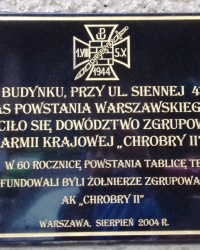 1.VIII 5.X
1944
BUDYNKU, PRZY UL. SIENNEJ 4
AS POWSTANIA WARSZAWSKIEG
CIŁO SIĘ DOWÓDZTWO ZGRUPOW
ARMII KRAJOWEJ „CHROBRY II"
W 60 ROCZNICĘ POWSTANIA TABLICĘ TĘ
FUNDOWALI BYLI ŻOŁNIERZE ZGRUPOWA
AK „CHROBRY II"
WARSZAWA, SIERPIEŃ 2004 R.